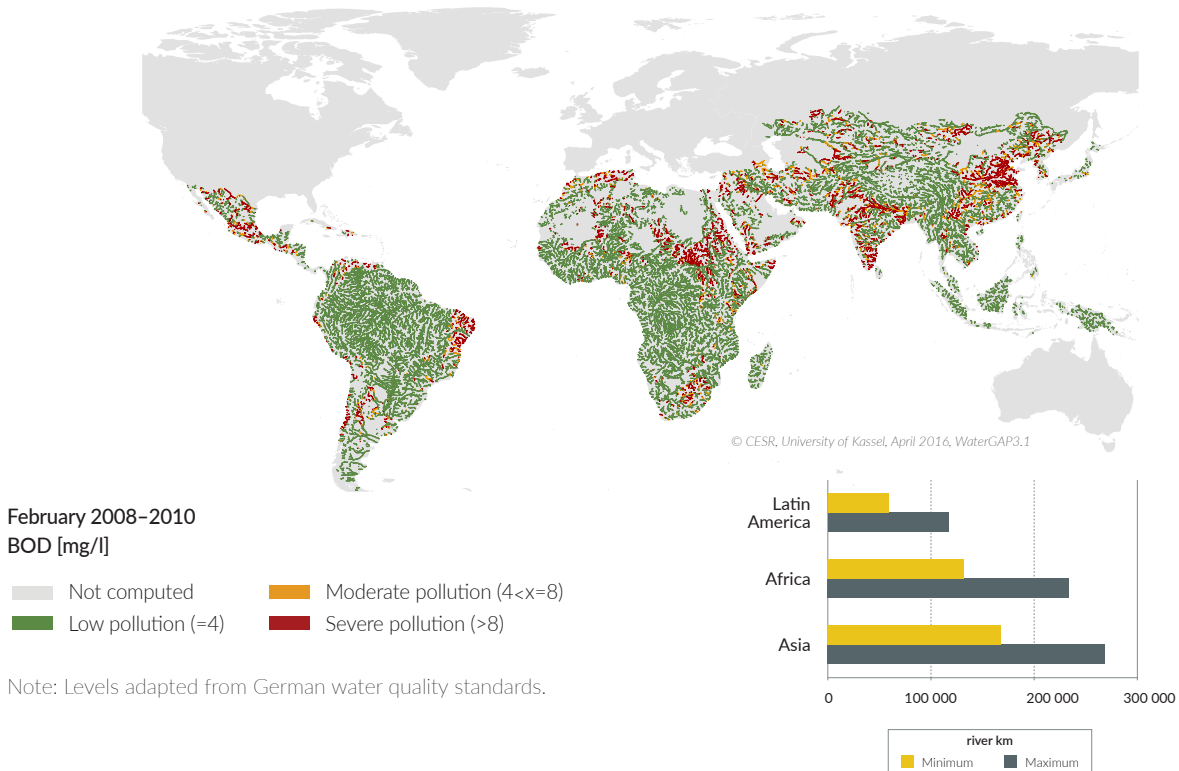 © CESR, University of Kassel, April 2016, WaterGAP3.1
February 2008–2010
BOD [mg/l]
Not computed
Low pollution (=4)
Moderate pollution (4<x=8)
Severe pollution (>8)
Note: Levels adapted from German water quality standards.
Latin
America
Africa
Asia
0 100 000 200 000 300 000
river km
Minimum Maximum